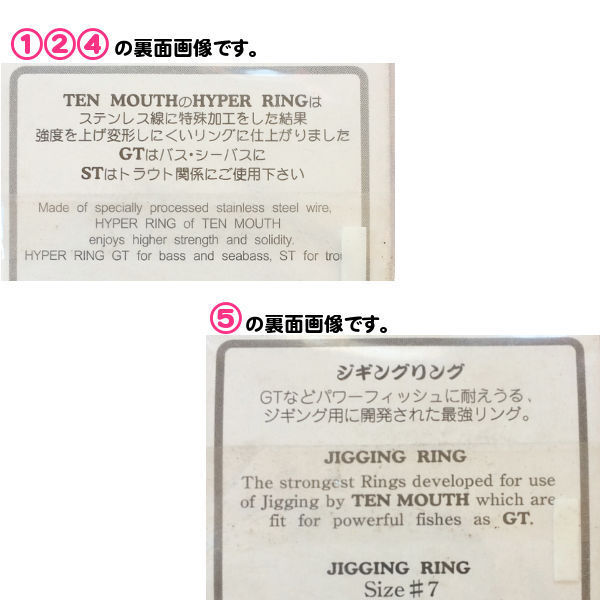 ①②④の裏面画像です。
TEN MOUTHのHYPER RINGは
ステンレス線に特殊加工をした結果
強度を上げ変形しにくいリングに仕上がりました
GTはバス・シーバスに
STはトラウト関係にご使用下さい
Made of specially processed stainless steel wire,
HYPER RING of TEN MOUTH
enjoys higher strength and solidity.
HYPER RING GT for bass and seabass, ST for trou
⑤の裏面画像です。
ジギングリング
GTなどパワーフィッシュに耐えうる、
ジギング用に開発された最強リング。
JIGGING RING
The strongest Rings developed for use
of Jigging by TEN MOUTH which are
fit for powerful fishes as GT.
JIGGING RING
Size♯7